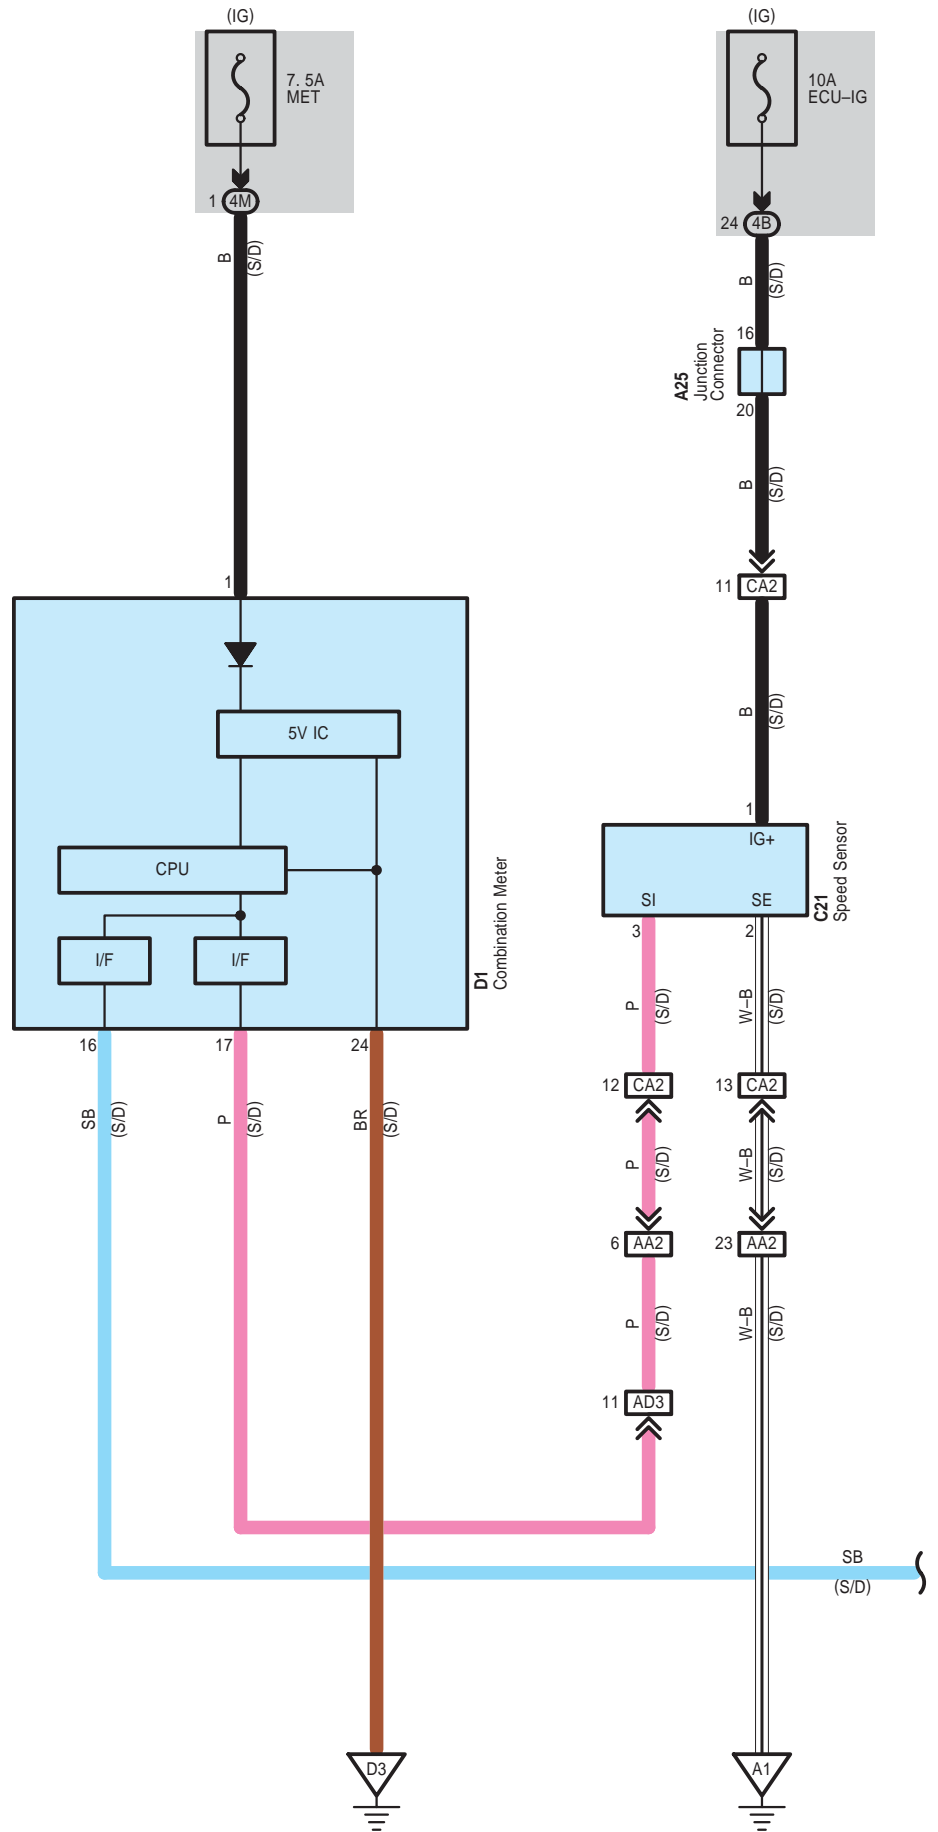 (IG)
(IG)
7. 5A
MET
10A
ECU–IG
1
4M
24
4B
B
(S/D)
B
(S/D)
16
A25
Junction
Connector
20
B
(S/D)
11
CA2
1
B
(S/D)
5V IC
1
IG+
CPU
SI
SE
C21
Speed Sensor
I/F
I/F
D1
Combination Meter
3
2
16
17
24
P
(S/D)
W–B
(S/D)
12
CA2
13
CA2
SB
(S/D)
P
(S/D)
BR
(S/D)
P
(S/D)
W–B
(S/D)
6
AA2
23
AA2
P
(S/D)
W–B
(S/D)
11
AD3
SB
(S/D)
D3
A1